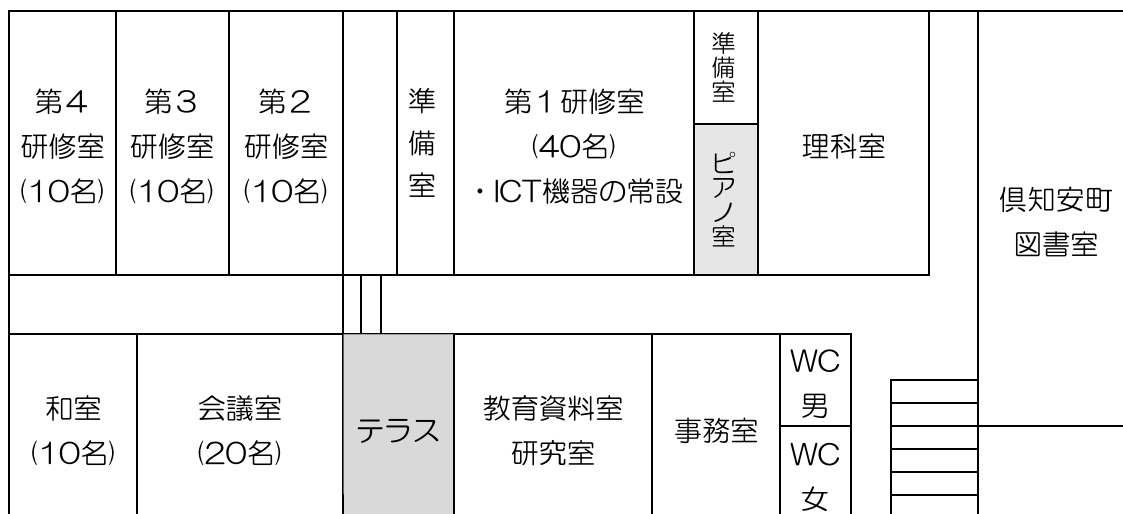 第４
研修室
(10名)
第３
研修室
(10名)
第２
研修室
(10名)
準備室
第１研修室
(40名)
・ICT機器の常設
準備室
ピアノ室
理科室
倶知安町
図書室
和室
(10名)
会議室
(20名)
テラス
教育資料室
研究室
事務室
WC
男
WC
女